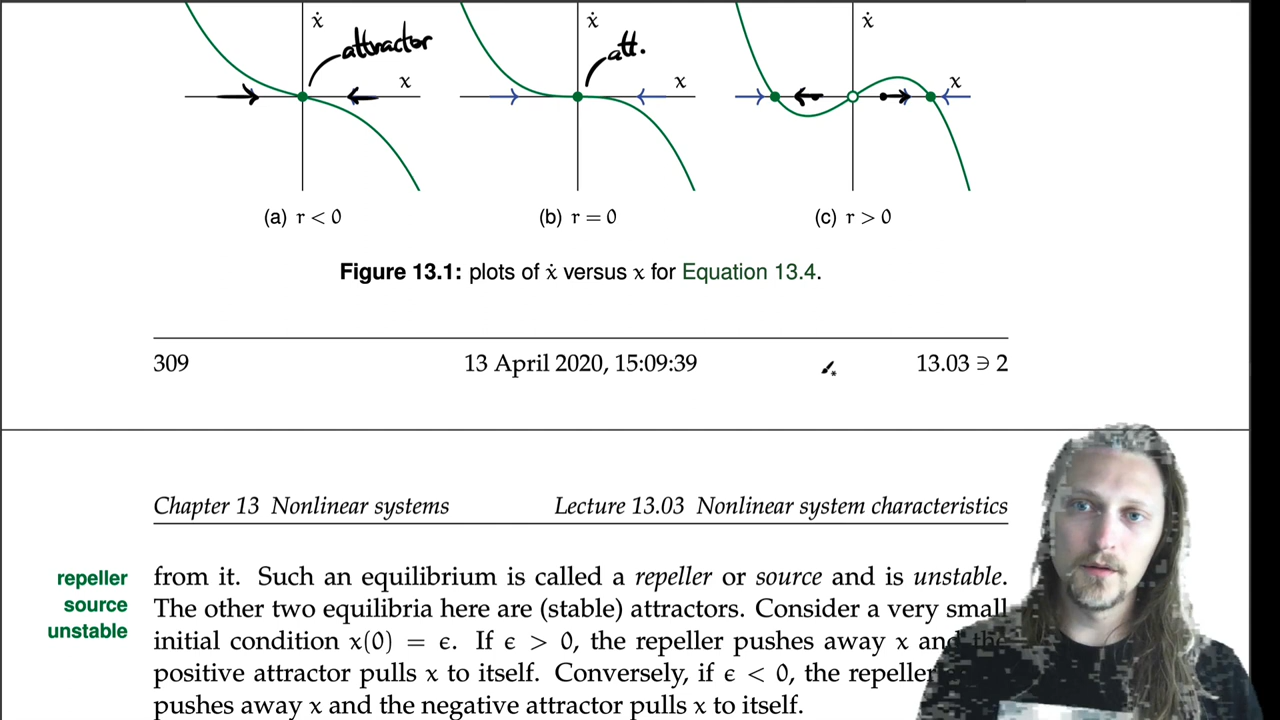 ẋ
attractor
x
ẋ
att.
x
ẋ
x
(a) r < 0
(b) r = 0
(c) r > 0
Figure 13.1: plots of ẋ versus x for Equation 13.4.
309
13 April 2020, 15:09:39
13.03 ∋ 2
Chapter 13 Nonlinear systems
Lecture 13.03 Nonlinear system characteristics
repeller
source
unstable
from it. Such an equilibrium is called a repeller or source and is unstable.
The other two equilibria here are (stable) attractors. Consider a very small
initial condition x(0) = ϵ. If ϵ > 0, the repeller pushes away x and the
positive attractor pulls x to itself. Conversely, if ϵ < 0, the repeller
pushes away x and the negative attractor pulls x to itself.